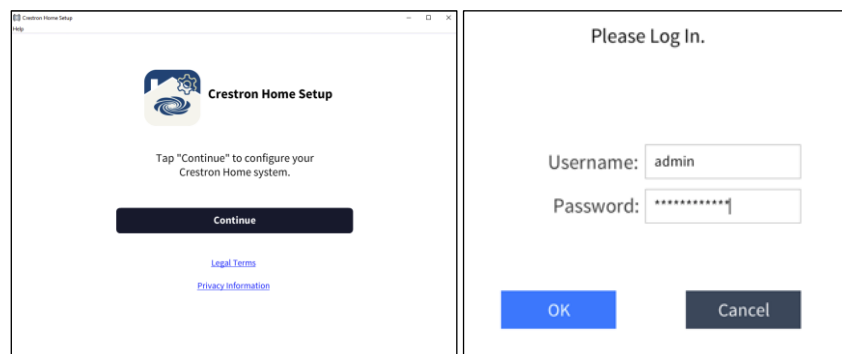 Crestron Home Setup
Help
Crestron Home Setup
Tap "Continue" to configure your
Crestron Home system.
Continue
Legal Terms
Privacy Information
Please Log In.
Username: admin
Password: ************
OK Cancel